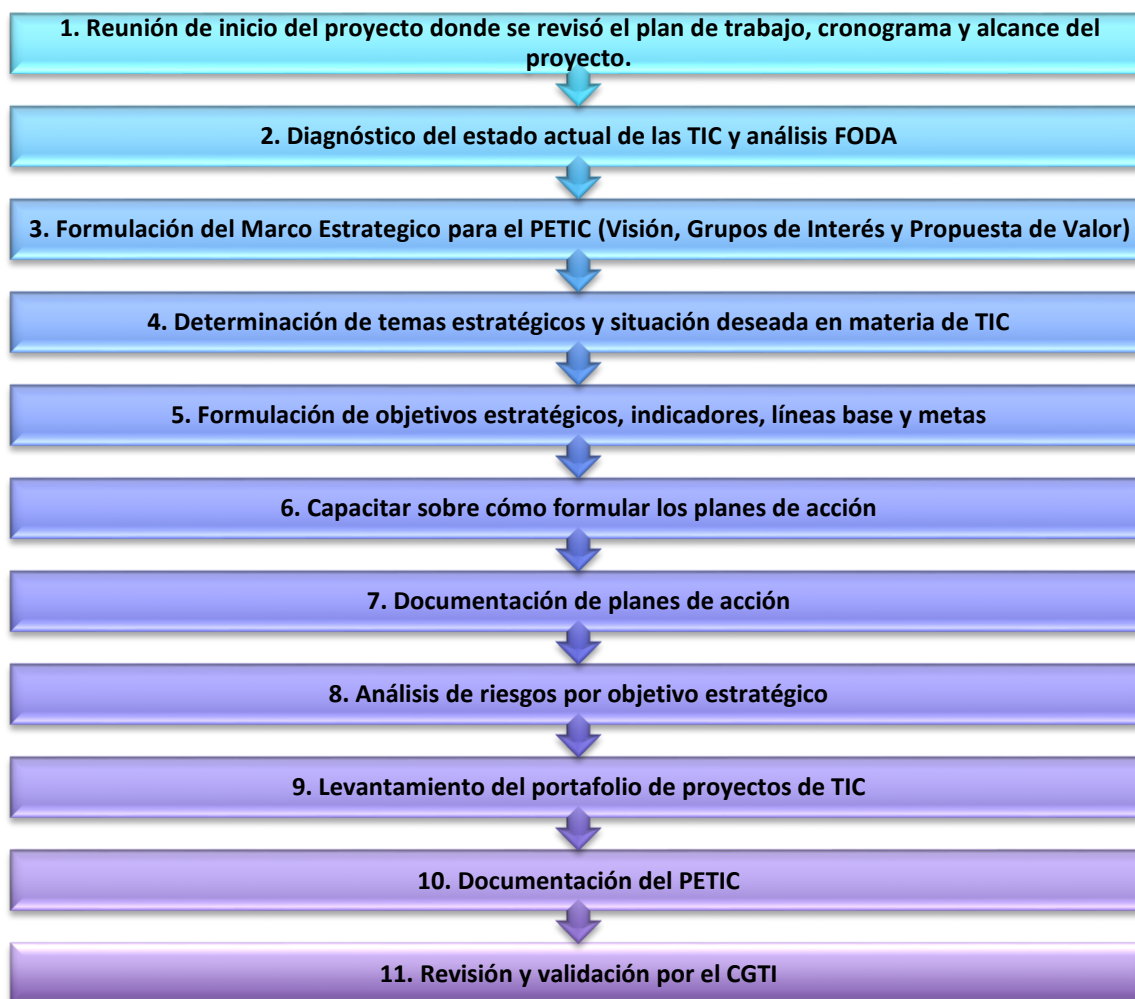 1. Reunión de inicio del proyecto donde se revisó el plan de trabajo, cronograma y alcance del
proyecto.
2. Diagnóstico del estado actual de las TIC y análisis FODA
3. Formulación del Marco Estrategico para el PETIC (Visión, Grupos de Interés y Propuesta de Valor)
4. Determinación de temas estratégicos y situación deseada en materia de TIC
5. Formulación de objetivos estratégicos, indicadores, líneas base y metas
6. Capacitar sobre cómo formular los planes de acción
7. Documentación de planes de acción
8. Análisis de riesgos por objetivo estratégico
9. Levantamiento del portafolio de proyectos de TIC
10. Documentación del PETIC
11. Revisión y validación por el CGTI